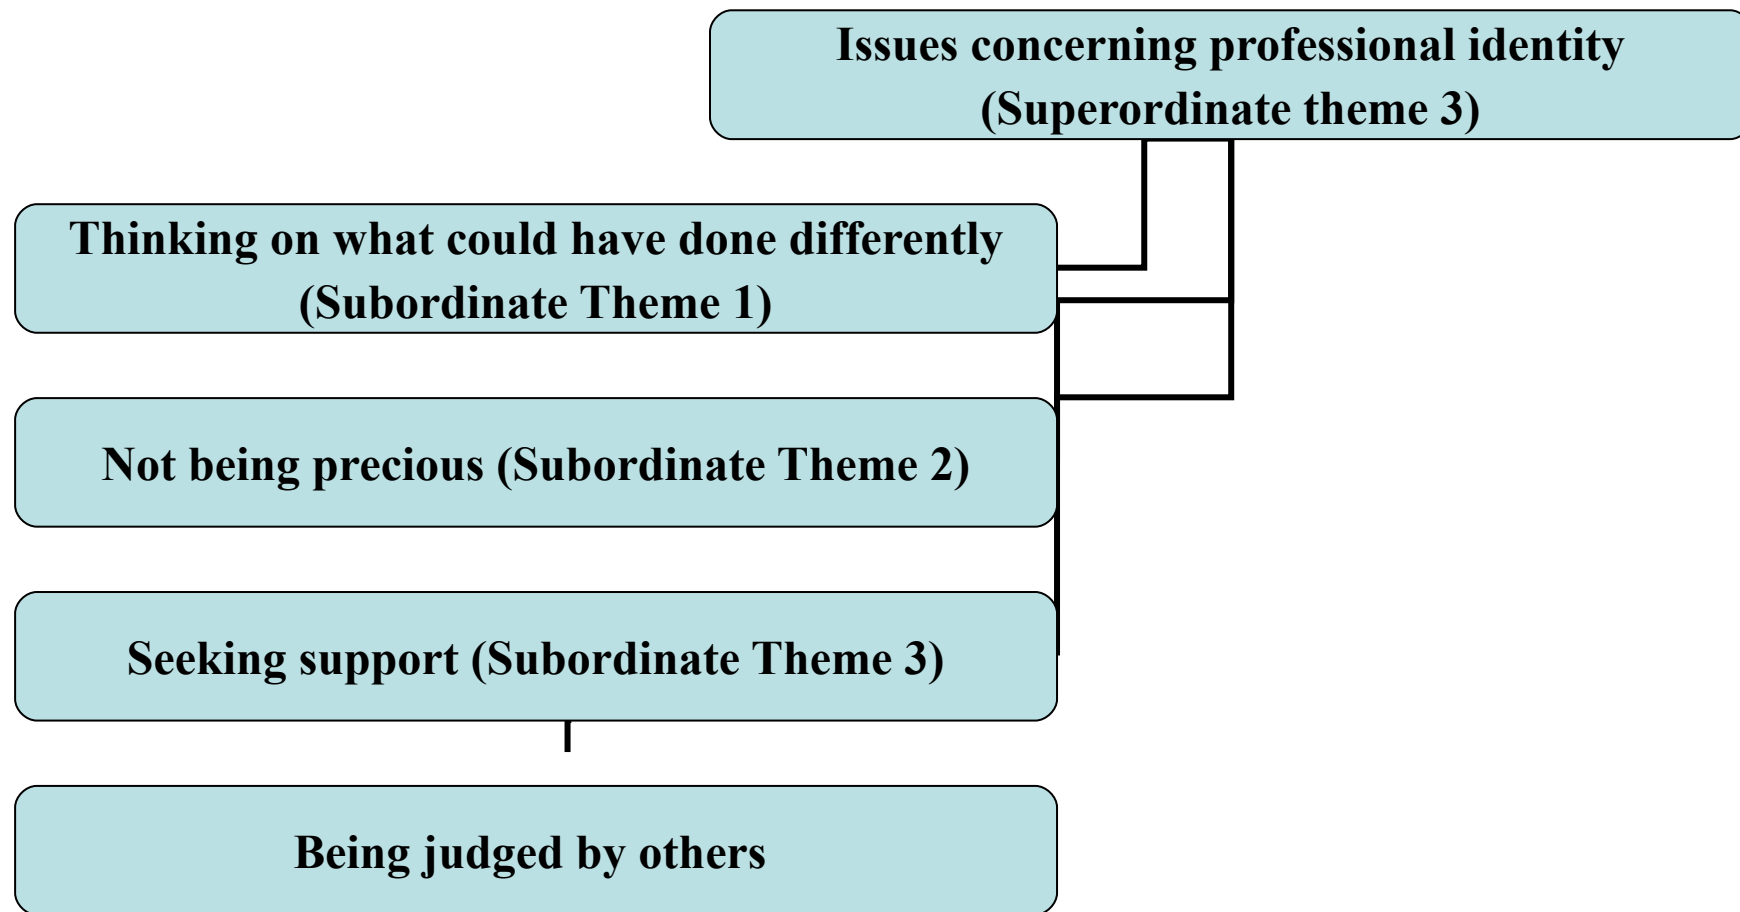 Issues concerning professional identity
(Superordinate theme 3)
Thinking on what could have done differently
(Subordinate Theme 1)
Not being precious (Subordinate Theme 2)
Seeking support (Subordinate Theme 3)
Being judged by others